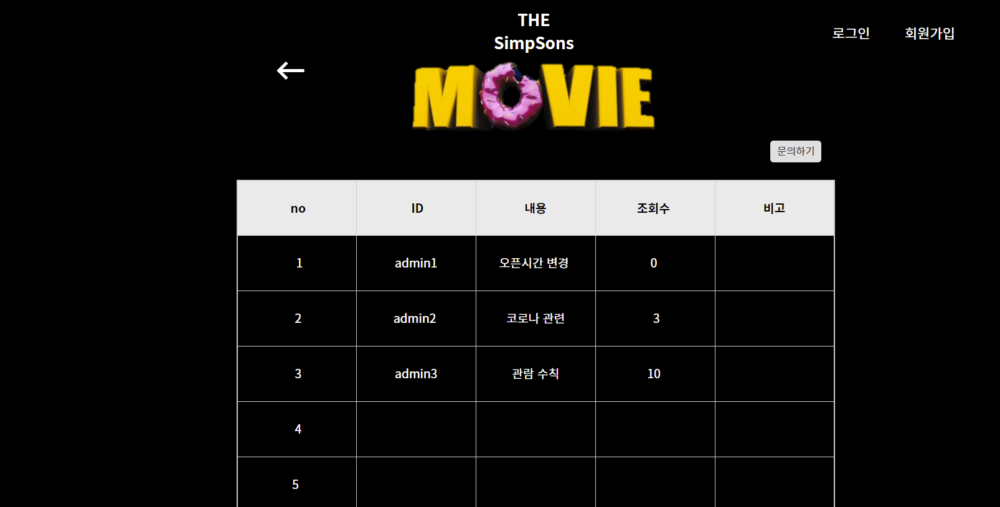 THE
SimpSons
로그인 회원가입
MOVIE
문의하기
no ID 내용 조회수 비고
1 admin1 오픈시간 변경 0
2 admin2 코로나 관련 3
3 admin3 관람 수칙 10
4
5